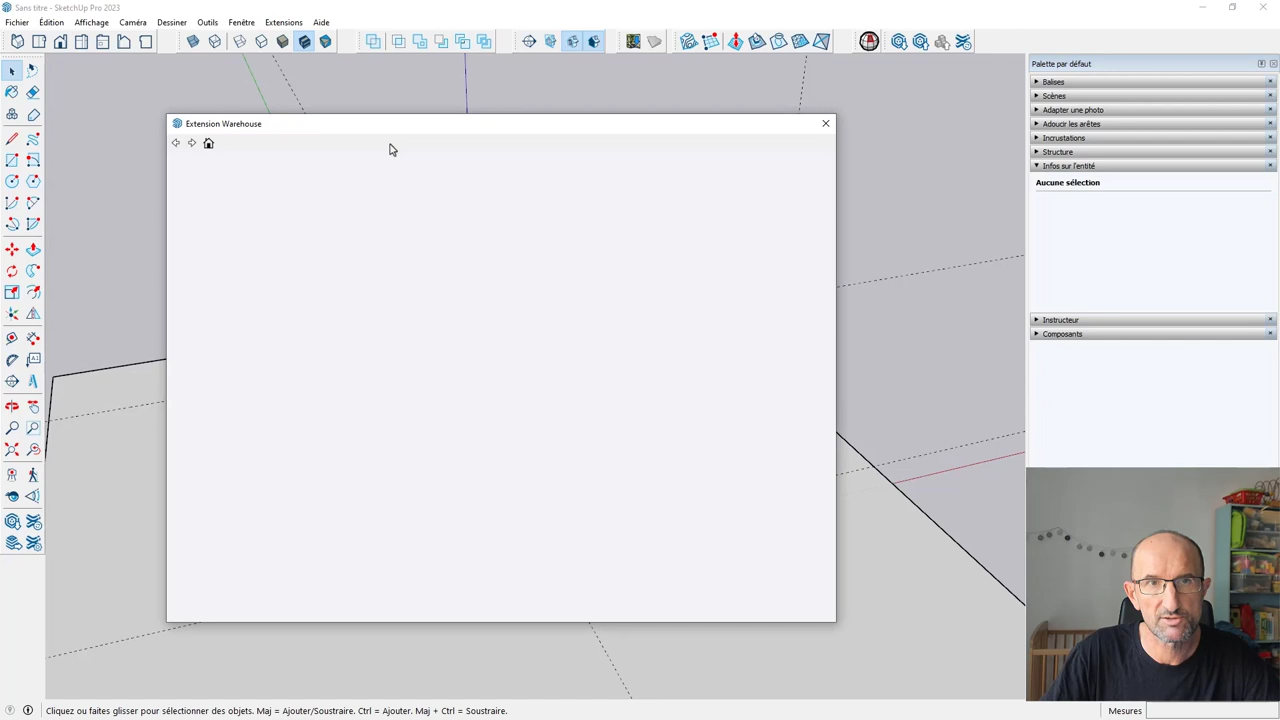 Sans titre - SketchUp Pro 2023
Fichier Édition Affichage Caméra Dessiner Outils Fenêtre Extensions Aide
Palette par défaut
Balises
Scènes
Adapter une photo
Adoucir les arêtes
Incrustations
Structure
Infos sur l'entité
Aucune sélection
Instructeur
Composants
Extension Warehouse
Cliquez ou faites glisser pour sélectionner des objets. Maj = Ajouter/Soustraire. Ctrl = Ajouter. Maj + Ctrl = Soustraire.
Mesures